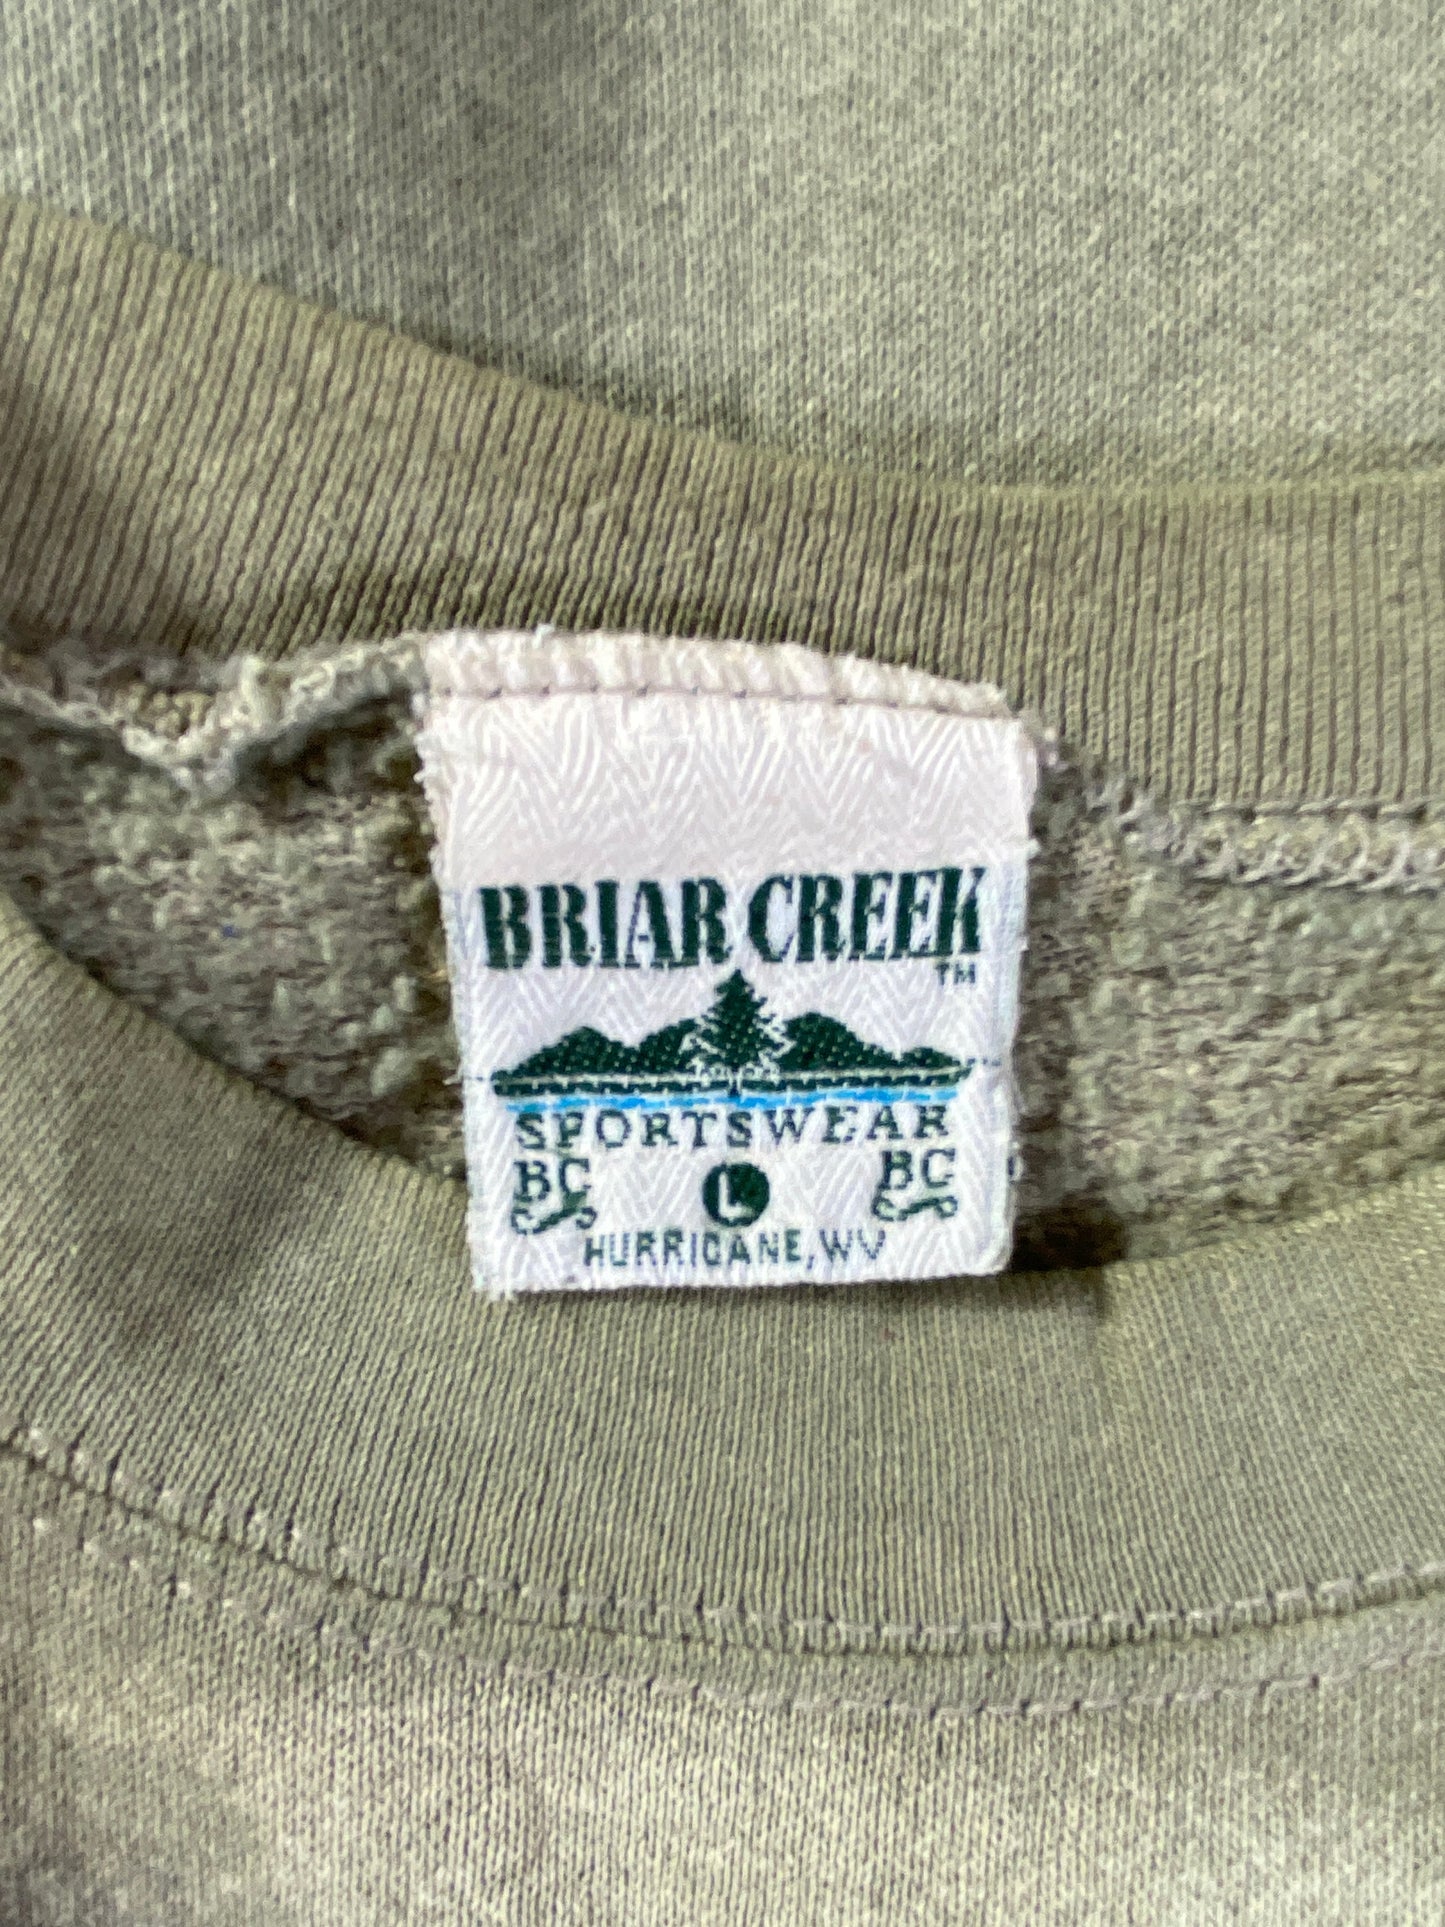 BRIAR CREEK
TM
SPORTSWEAR
BC L BC
HURRICANE, WV